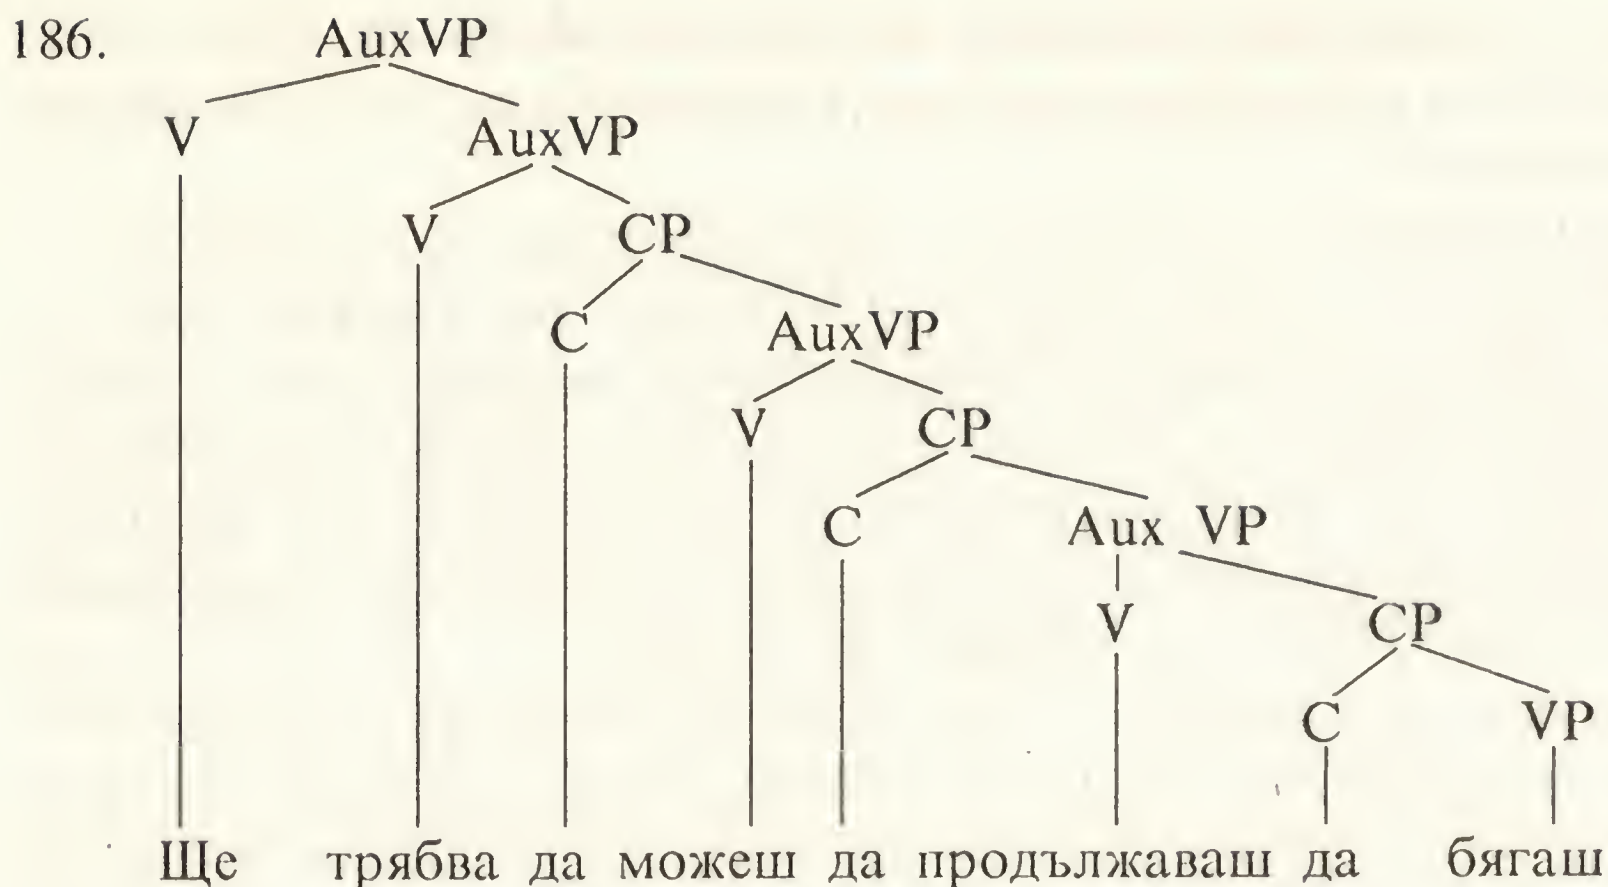 186. AuxVP
V AuxVP
V CP
C AuxVP
V CP
C Aux VP
V CP
C VP
Ще трябва да можеш да продължаваш да бягаш